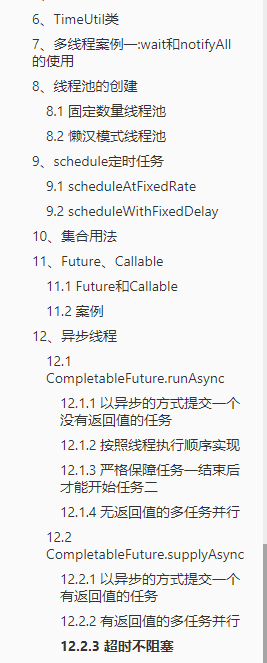 6、TimeUtil类
7、多线程案例一:wait和notifyAll
的使用
8、线程池的创建
8.1 固定数量线程池
8.2 懒汉模式线程池
9、schedule定时任务
9.1 scheduleAtFixedRate
9.2 scheduleWithFixedDelay
10、集合用法
11、Future、Callable
11.1 Future和Callable
11.2 案例
12、异步线程
12.1
CompletableFuture.runAsync
12.1.1 以异步的方式提交一个
没有返回值的任务
12.1.2 按照线程执行顺序实现
12.1.3 严格保障任务一结束后
才能开始任务二
12.1.4 无返回值的多任务并行
12.2
CompletableFuture.supplyAsync
12.2.1 以异步的方式提交一个
有返回值的任务
12.2.2 有返回值的多任务并行
12.2.3 超时不阻塞